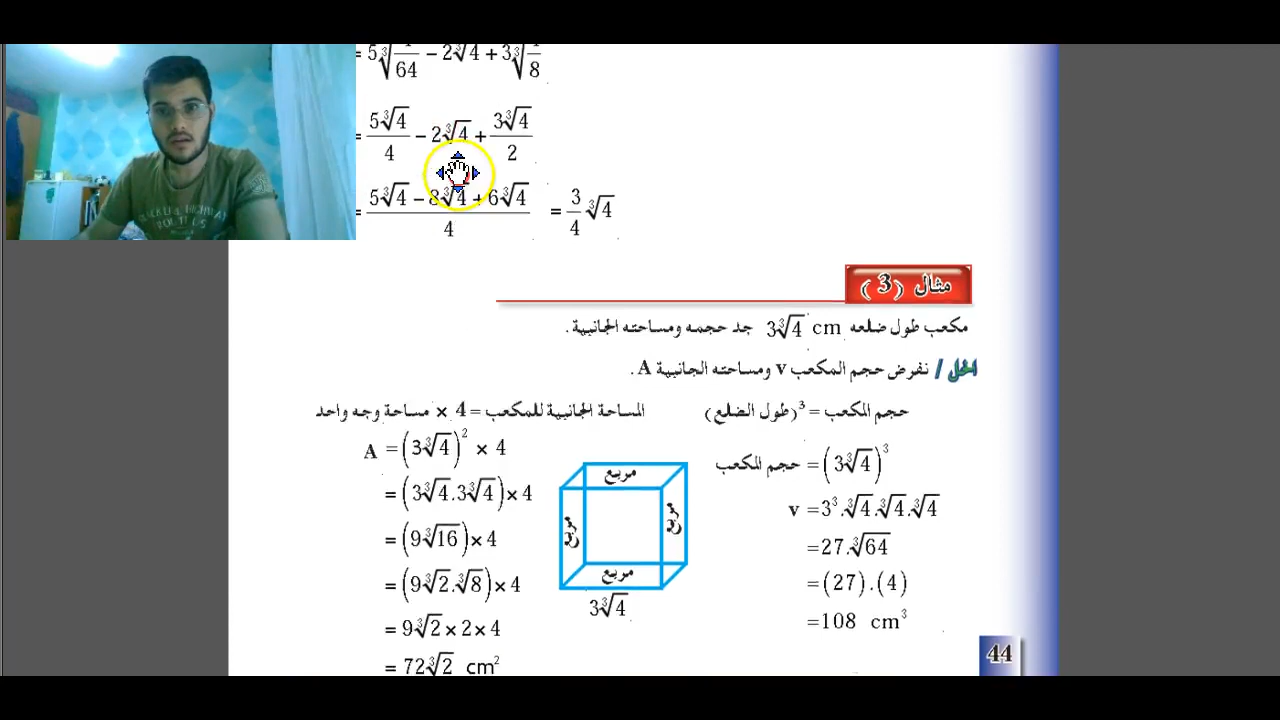 = 5∛(4/64) − 2∛4 + 3∛(4/8)
= 5∛4/4 − 2∛4 + 3∛4/2
= (5∛4 − 8∛4 + 6∛4)/4 = 3/4 ∛4
مثال (3)
مكعب طول ضلعه 3∛4 cm جد حجمه ومساحته الجانبية.
الحل / نفرض حجم المكعب v ومساحته الجانبية A.
حجم المكعب = (طول الضلع)³
حجم المكعب = (3∛4)³
v = 3³.∛4.∛4.∛4
= 27.∛64
= (27).(4)
=108 cm³
المساحة الجانبية للمكعب = 4 × مساحة وجه واحد
A = (3∛4)² × 4
= (3∛4.3∛4)×4
= (9∛16)×4
= (9∛2.∛8)×4
= 9∛2×2×4
= 72∛2 cm²
مربع
مربع
مربع
مربع
3∛4
44